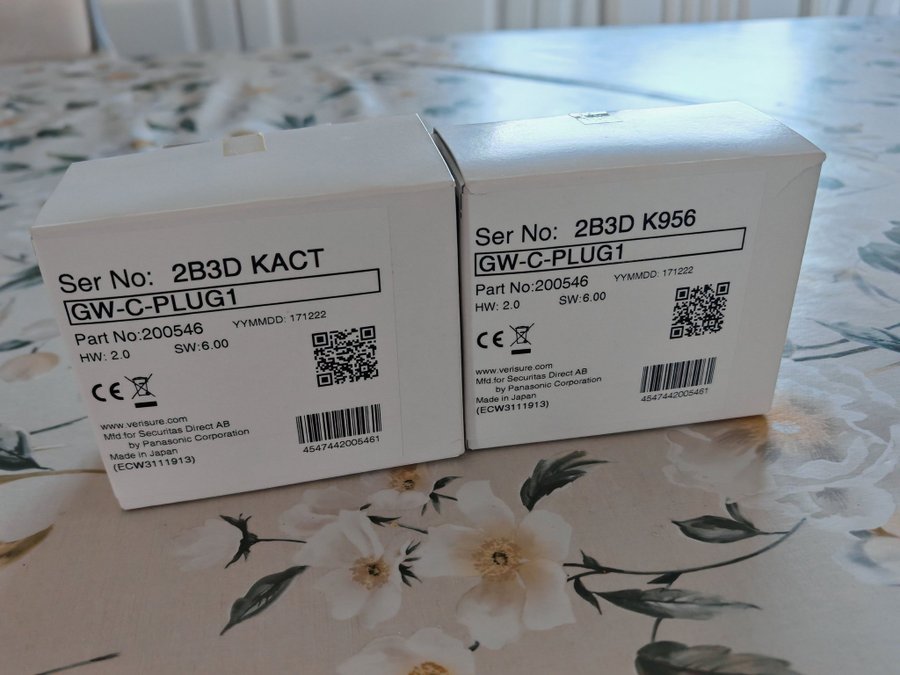 Ser No: 2B3D KACT
GW-C-PLUG1
Part No:200546
YYMMDD: 171222
HW: 2.0
SW:6.00
CE
www.verisure.com
Mfd.for Securitas Direct AB
by Panasonic Corporation
Made in Japan
(ECW3111913)
4547442005461
Ser No: 2B3D K956
GW-C-PLUG1
Part No:200546
YYMMDD: 171222
HW: 2.0
SW:6.00
CE
www.verisure.com
Mfd.for Securitas Direct AB
by Panasonic Corporation
Made in Japan
(ECW3111913)
4547442005461